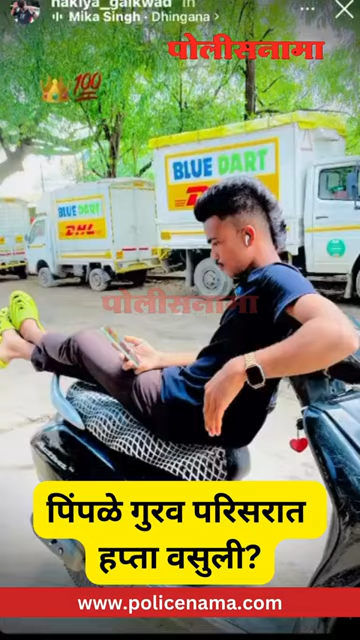 nakiya_gaikwad in
Mika Singh • Dhingana >
पोलीसनामा
💯
BLUE DART
DHL
BLUE DART
DHL
पोलीसनामा
पिंपळे गुरव परिसरात
हप्ता वसुली?
www.policenama.com